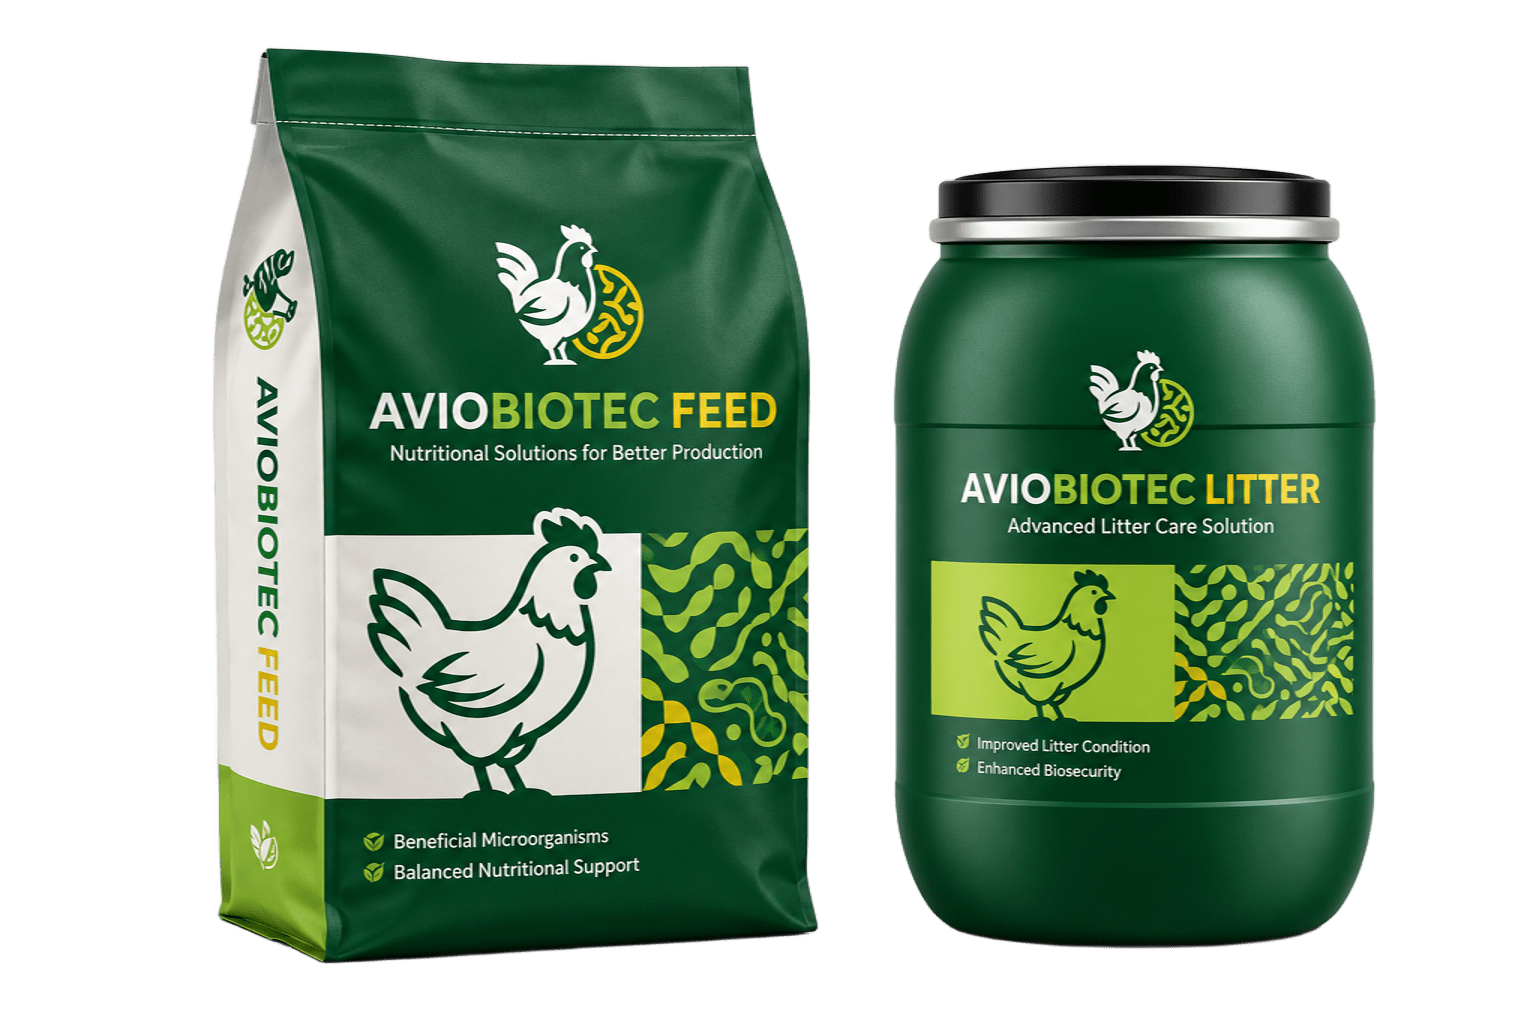 AVIOBIOTEC FEED
AVIOBIOTEC FEED
Nutritional Solutions for Better Production
Beneficial Microorganisms
Balanced Nutritional Support
AVIOBIOTEC LITTER
Advanced Litter Care Solution
Improved Litter Condition
Enhanced Biosecurity